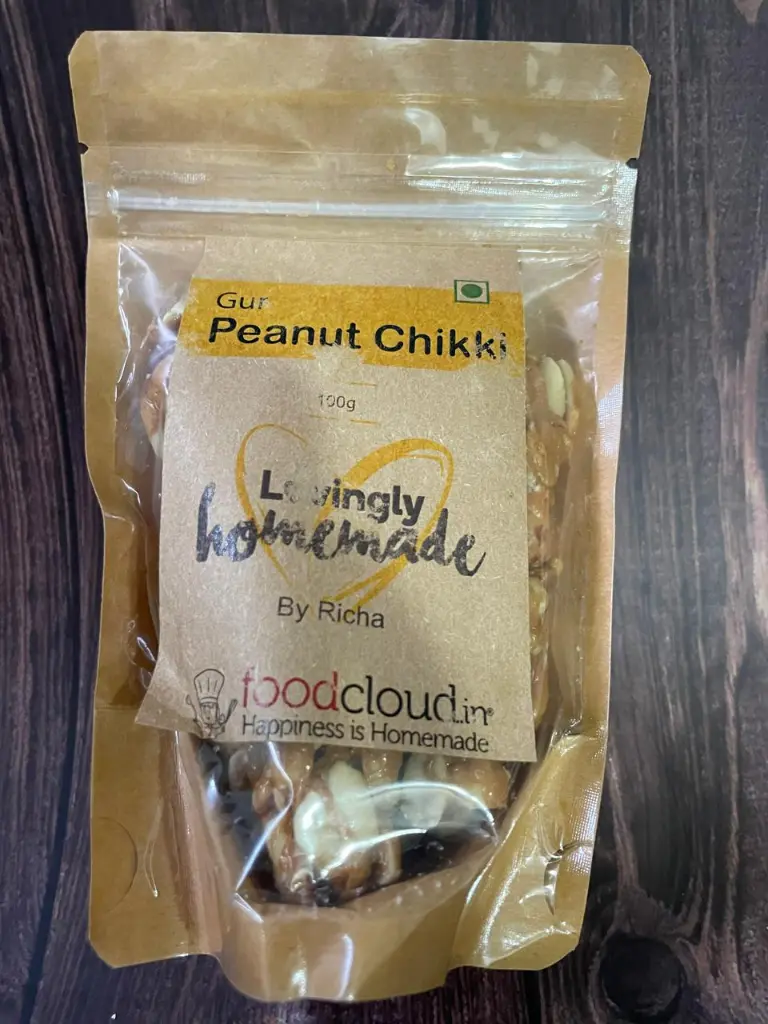 Gur
Peanut Chikki
100g
Lovingly
homemade
By Richa
foodcloud.in®
Happiness is Homemade